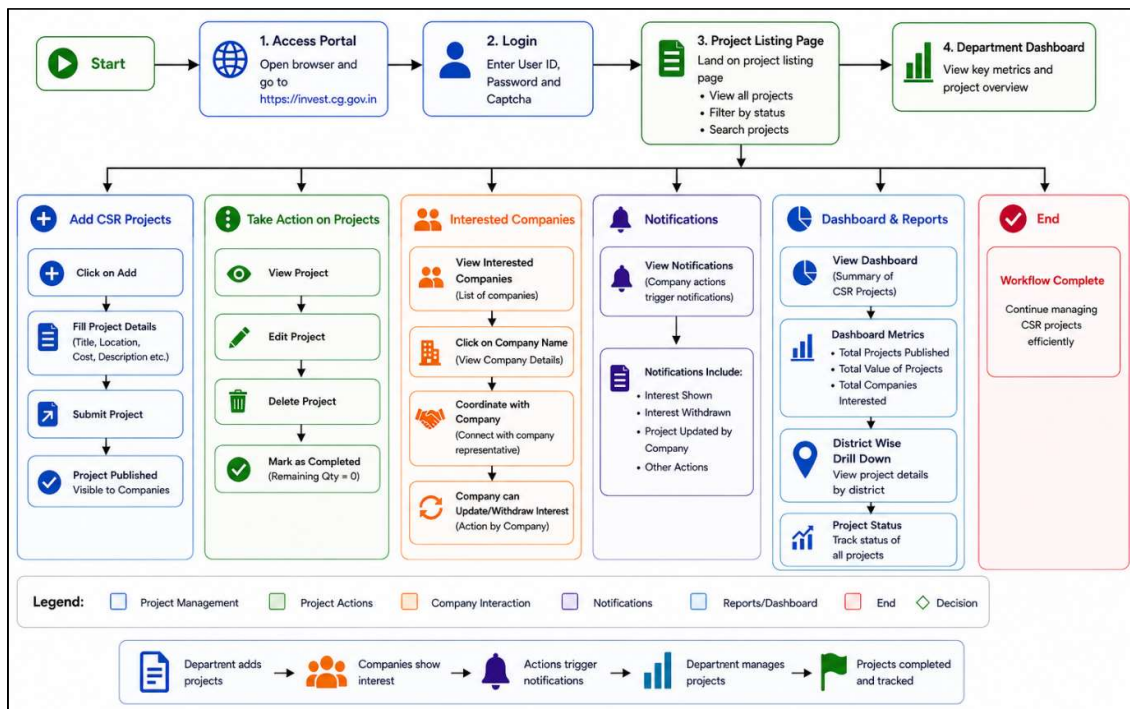 Start
1. Access Portal
Open browser and
go to
https://invest.cg.gov.in
2. Login
Enter User ID,
Password and
Captcha
3. Project Listing Page
Land on project listing
page
• View all projects
• Filter by status
• Search projects
4. Department Dashboard
View key metrics and
project overview
Add CSR Projects
Click on Add
Fill Project Details
(Title, Location,
Cost, Description etc.)
Submit Project
Project Published
Visible to Companies
Take Action on Projects
View Project
Edit Project
Delete Project
Mark as Completed
(Remaining Qty = 0)
Interested Companies
View Interested
Companies
(List of companies)
Click on Company Name
(View Company Details)
Coordinate with
Company
(Connect with company
representative)
Company can
Update/Withdraw Interest
(Action by Company)
Notifications
View Notifications
(Company actions
trigger notifications)
Notifications Include:
• Interest Shown
• Interest Withdrawn
• Project Updated by
Company
• Other Actions
Dashboard & Reports
View Dashboard
(Summary of
CSR Projects)
Dashboard Metrics
• Total Projects Published
• Total Value of Projects
• Total Companies
Interested
District Wise
Drill Down
View project details
by district
Project Status
Track status of
all projects
End
Workflow Complete
Continue managing
CSR projects
efficiently
Legend:
Project Management
Project Actions
Company Interaction
Notifications
Reports/Dashboard
End
Decision
Department adds
projects
Companies show
interest
Actions trigger
notifications
Department manages
projects
Projects completed
and tracked